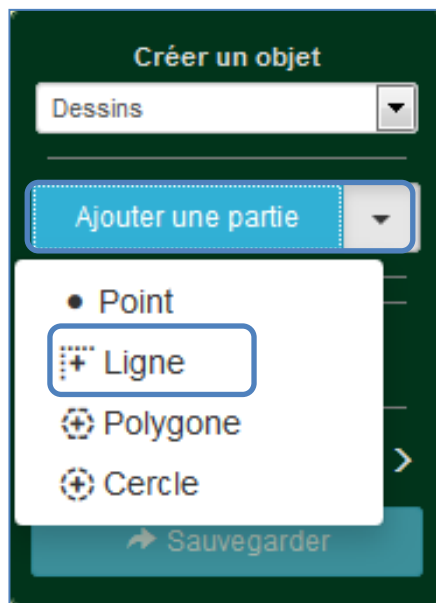 Créer un objet
Dessins
Ajouter une partie
Point
Ligne
Polygone
Cercle
Sauvegarder